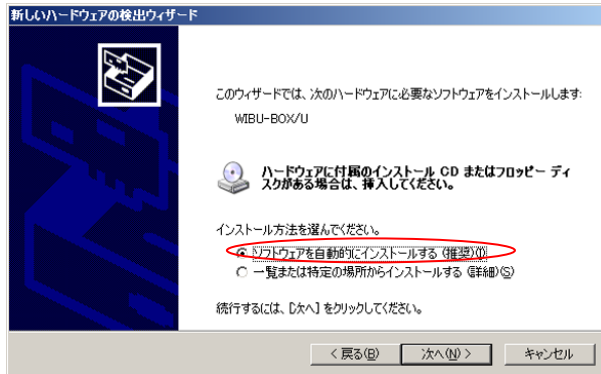 新しいハードウェアの検出ウィザード
このウィザードでは、次のハードウェアに必要なソフトウェアをインストールします:
WIBU-BOX/U
ハードウェアに付属のインストール CD またはフロッピー ディ
スクがある場合は、挿入してください。
インストール方法を選んでください。
ソフトウェアを自動的にインストールする (推奨)(I)
一覧または特定の場所からインストールする (詳細)(S)
続行するには、[次へ] をクリックしてください。
< 戻る(B) 次へ(N) > キャンセル